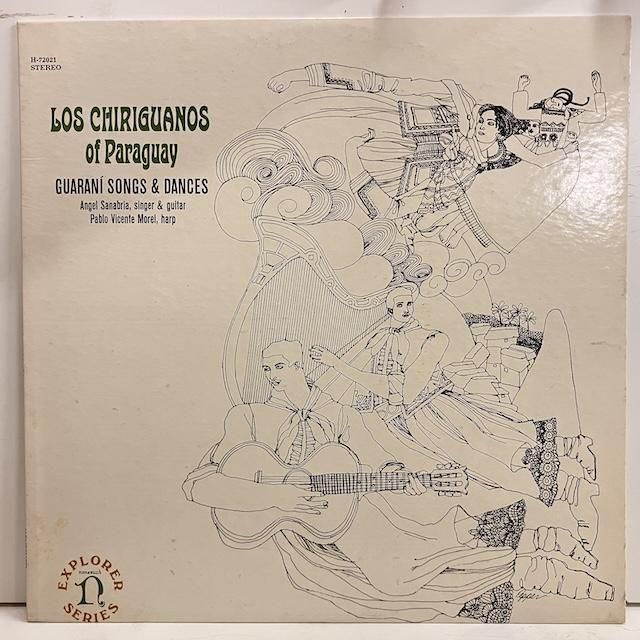 H-72021
STEREO
LOS CHIRIGUANOS
of Paraguay
GUARANÍ SONGS & DANCES
Angel Sanabria, singer & guitar
Pablo Vicente Morel, harp
EXPLORER
nonesuch
n
SERIES